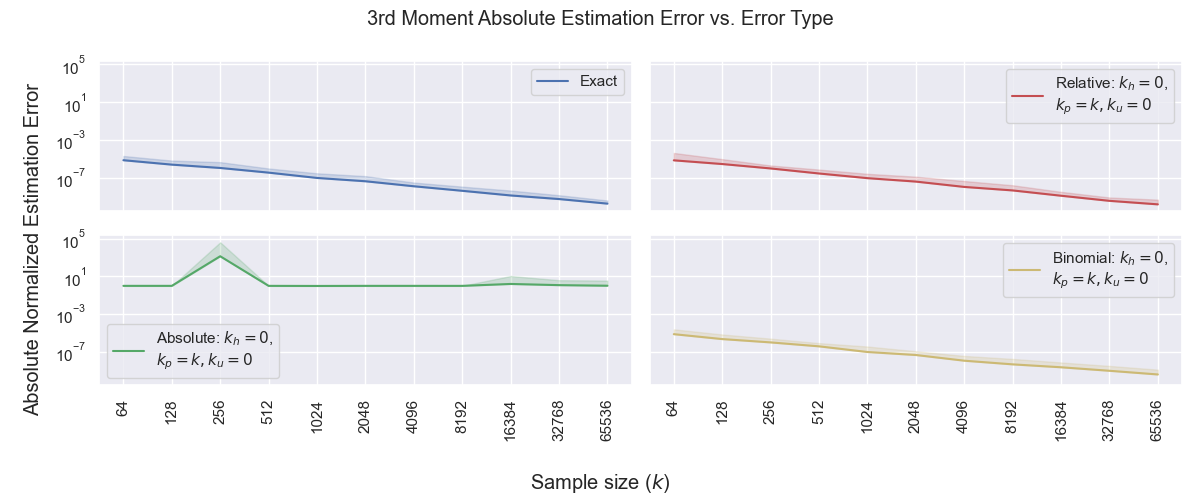 3rd Moment Absolute Estimation Error vs. Error Type
Absolute Normalized Estimation Error
10^5
10^1
10^−3
10^−7
Exact
Relative: k_h = 0,
k_p = k, k_u = 0
10^5
10^1
10^−3
10^−7
Absolute: k_h = 0,
k_p = k, k_u = 0
Binomial: k_h = 0,
k_p = k, k_u = 0
64 128 256 512 1024 2048 4096 8192 16384 32768 65536
64 128 256 512 1024 2048 4096 8192 16384 32768 65536
Sample size (k)